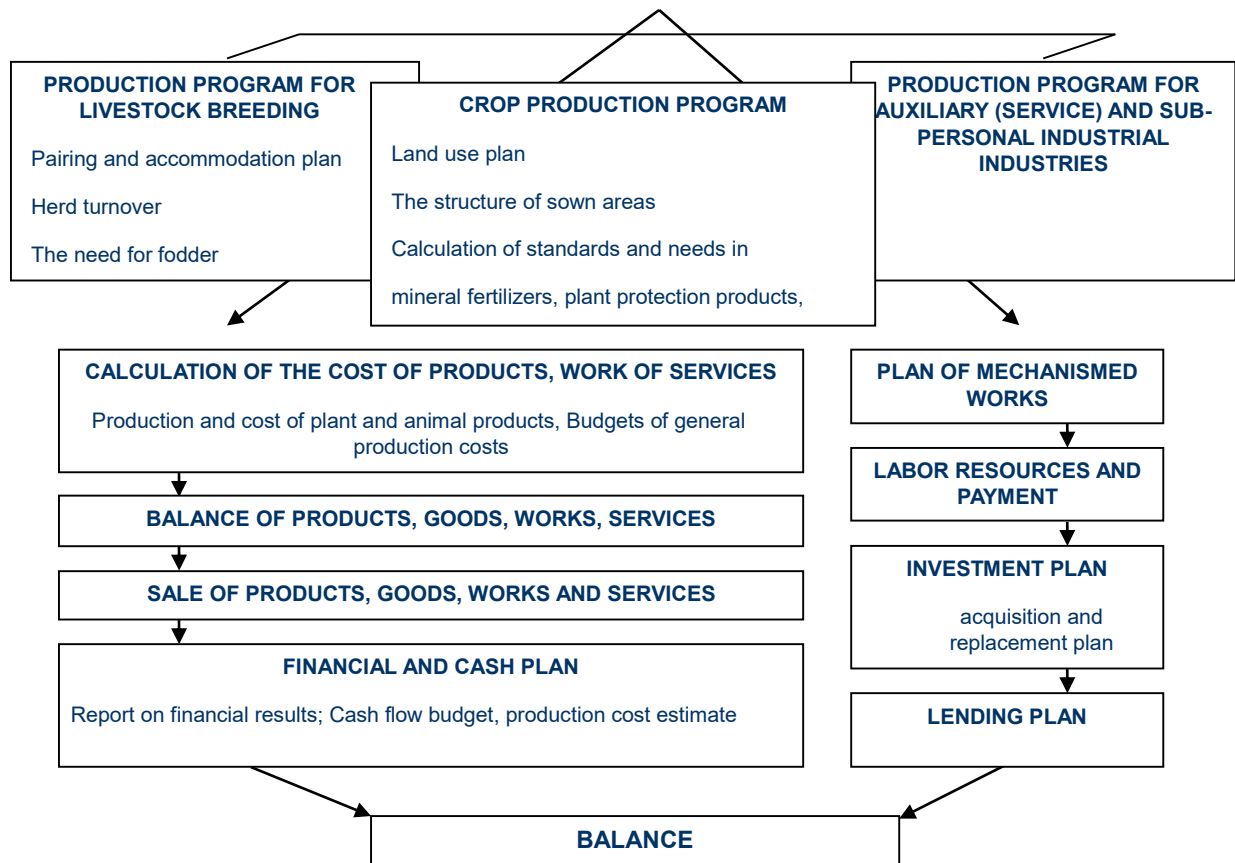 PRODUCTION PROGRAM FOR
LIVESTOCK BREEDING
Pairing and accommodation plan
Herd turnover
The need for fodder
CROP PRODUCTION PROGRAM
Land use plan
The structure of sown areas
Calculation of standards and needs in
mineral fertilizers, plant protection products,
PRODUCTION PROGRAM FOR
AUXILIARY (SERVICE) AND SUB-
PERSONAL INDUSTRIAL
INDUSTRIES
CALCULATION OF THE COST OF PRODUCTS, WORK OF SERVICES
Production and cost of plant and animal products, Budgets of general
production costs
BALANCE OF PRODUCTS, GOODS, WORKS, SERVICES
SALE OF PRODUCTS, GOODS, WORKS AND SERVICES
FINANCIAL AND CASH PLAN
Report on financial results; Cash flow budget, production cost estimate
PLAN OF MECHANISMED
WORKS
LABOR RESOURCES AND
PAYMENT
INVESTMENT PLAN
acquisition and
replacement plan
LENDING PLAN
BALANCE